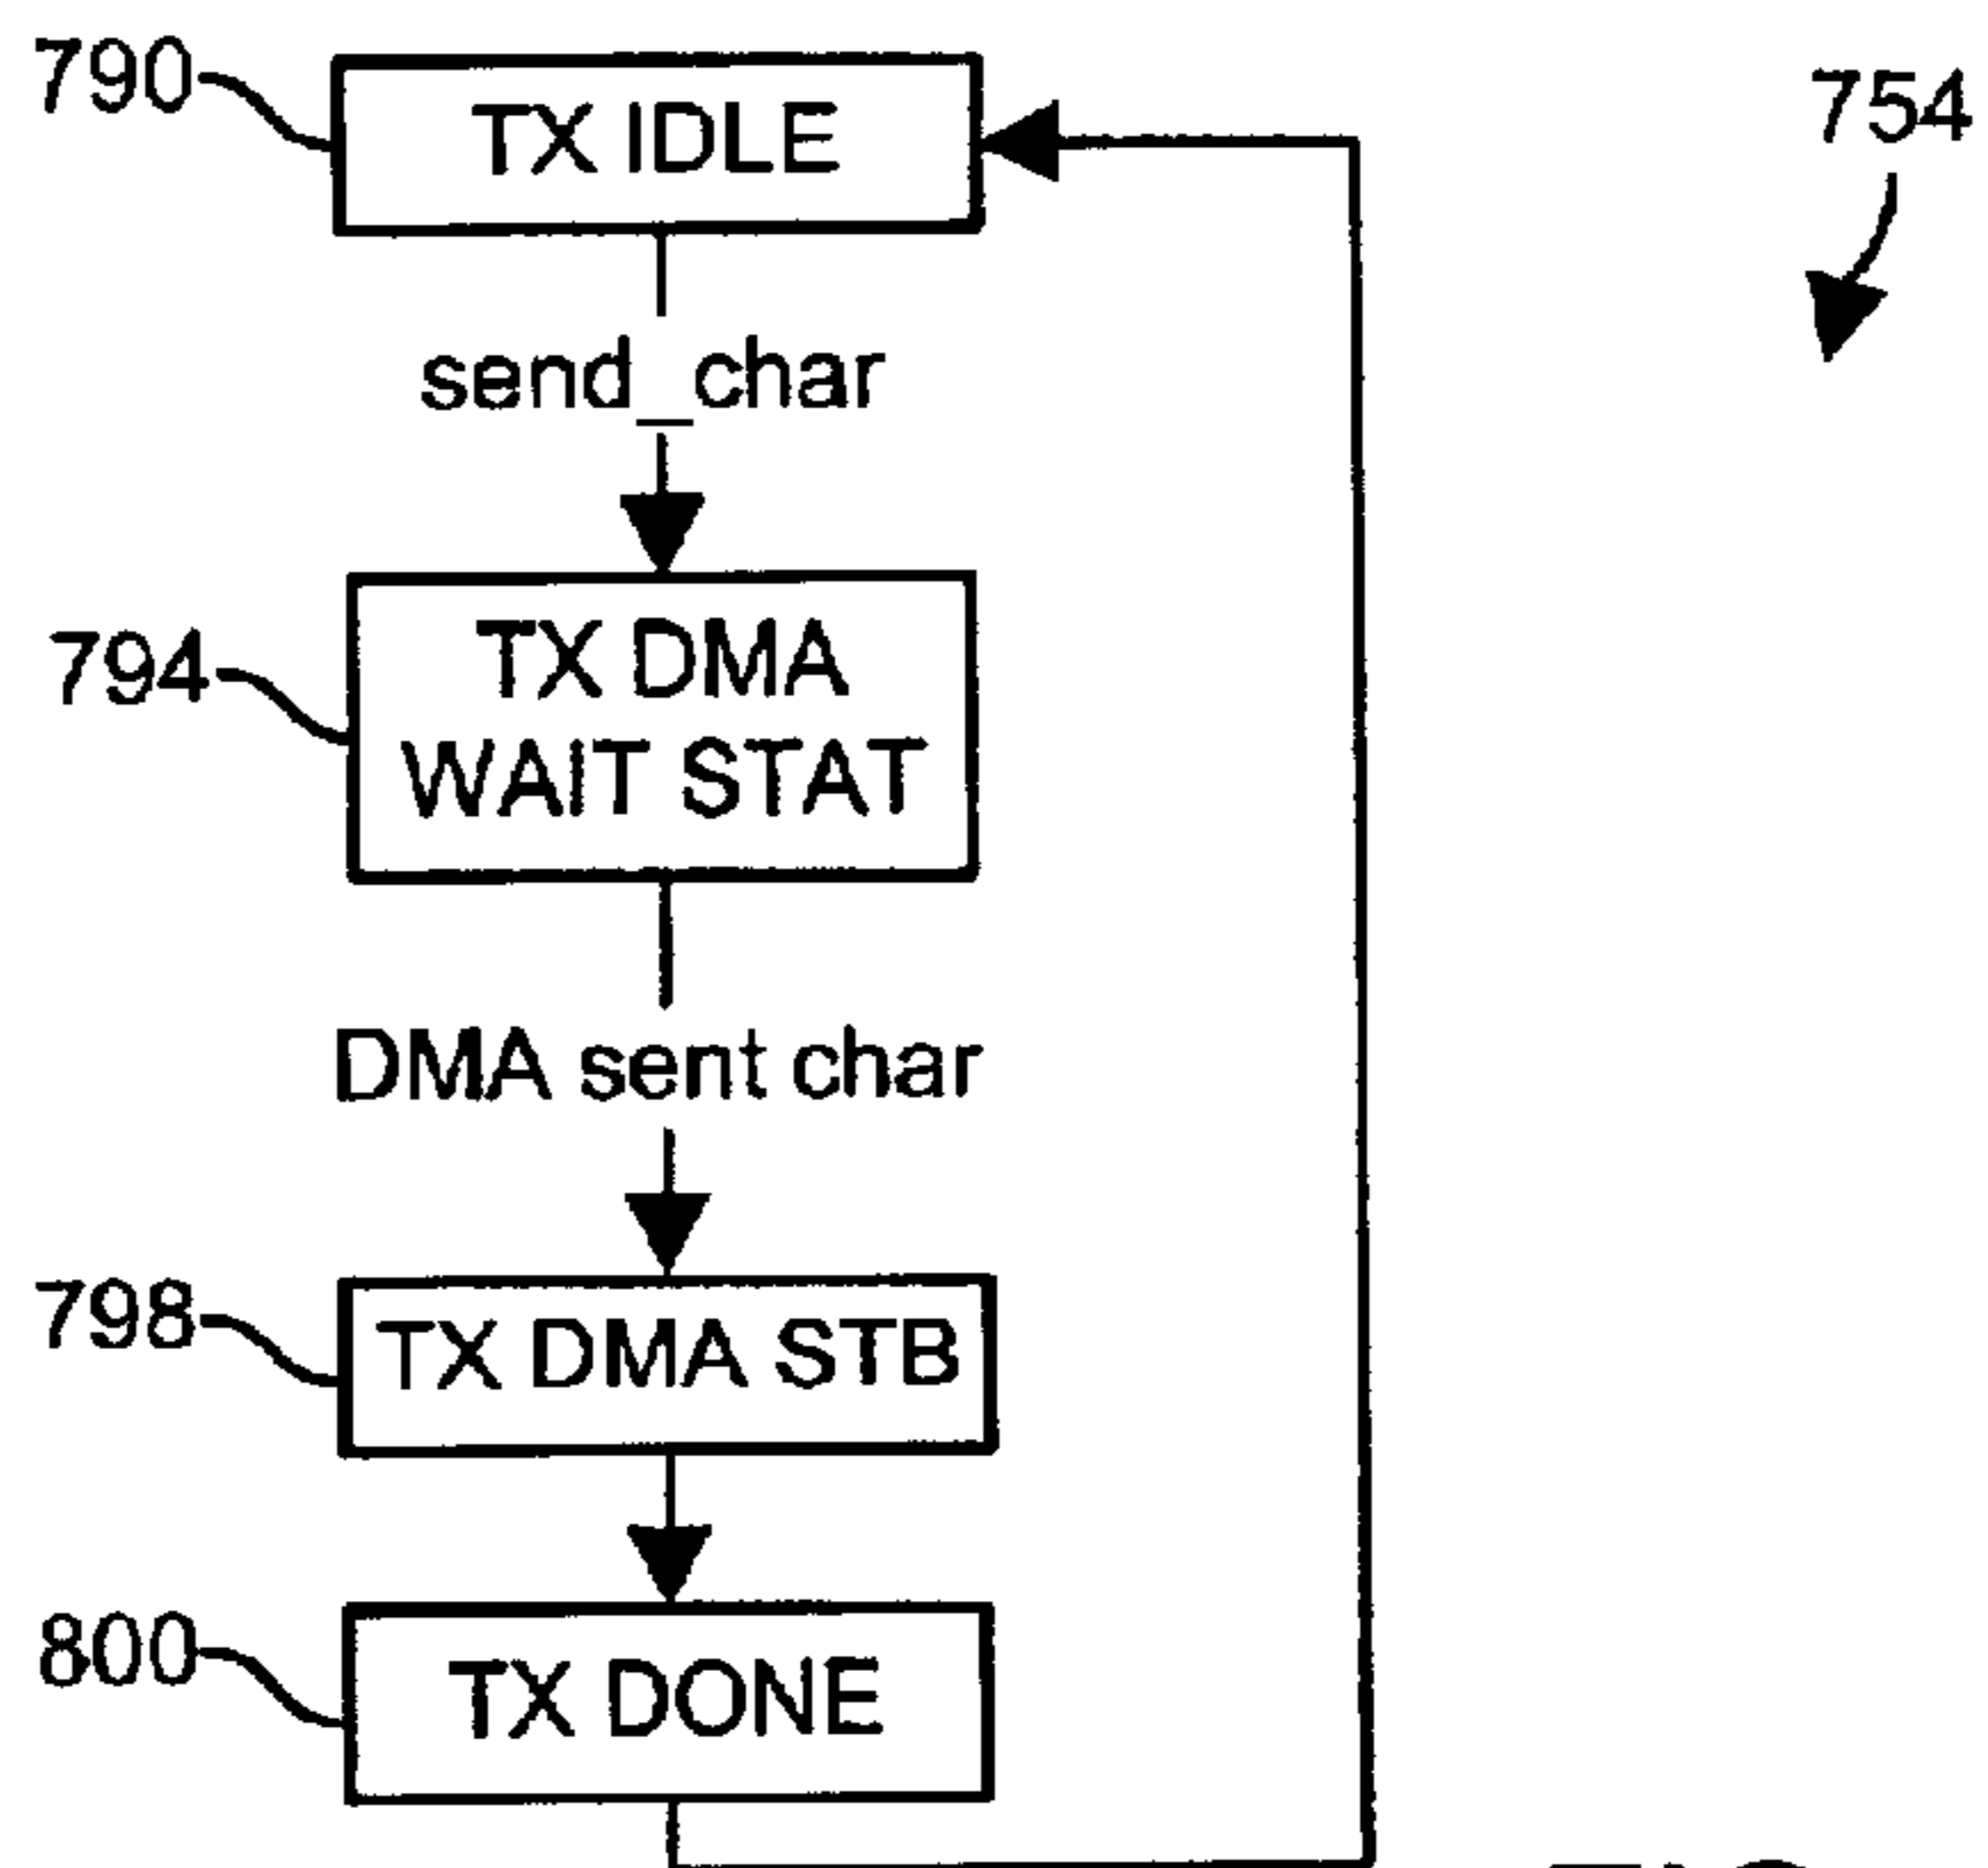 790
TX IDLE
754
send_char
794
TX DMA
WAIT STAT
DMA sent char
798
TX DMA STB
800
TX DONE